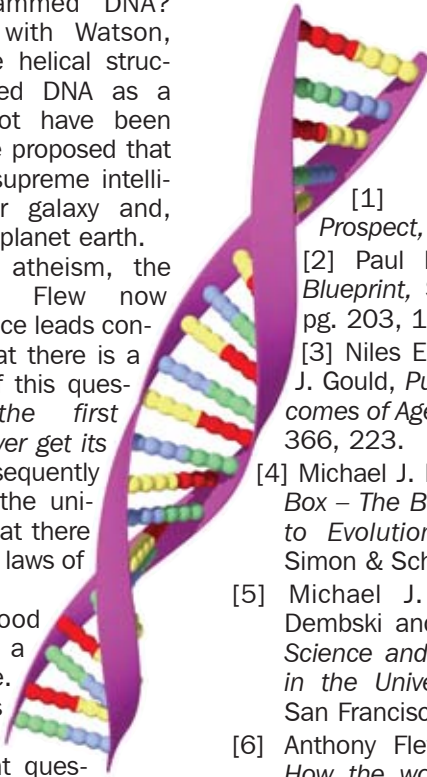 ammed DNA?
with Watson,
e helical struc-
ed DNA as a
ot have been
e proposed that
supreme intelli-
r galaxy and,
planet earth.
atheism, the
Flew now
ce leads con-
at there is a
f this ques-
the first
ver get its
sequently
the uni-
at there
laws of
ood
a
e.
s
at ques-
[1]
Prospect,
[2] Paul
Blueprint,
pg. 203, 1
[3] Niles E
J. Gould, Pu
comes of Age
366, 223.
[4] Michael J.
Box – The B
to Evolution
Simon & Sch
[5] Michael J.
Dembski and
Science and
in the Unive
San Francisc
[6] Anthony Fle
How the wo